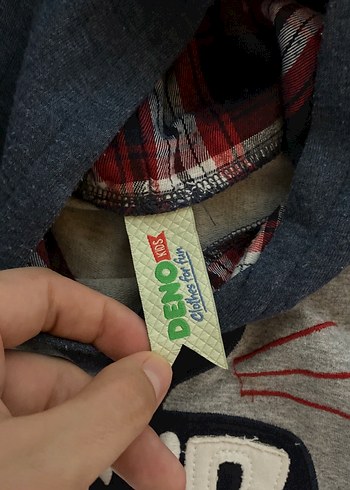 DENO KIDS
Clothes for fun